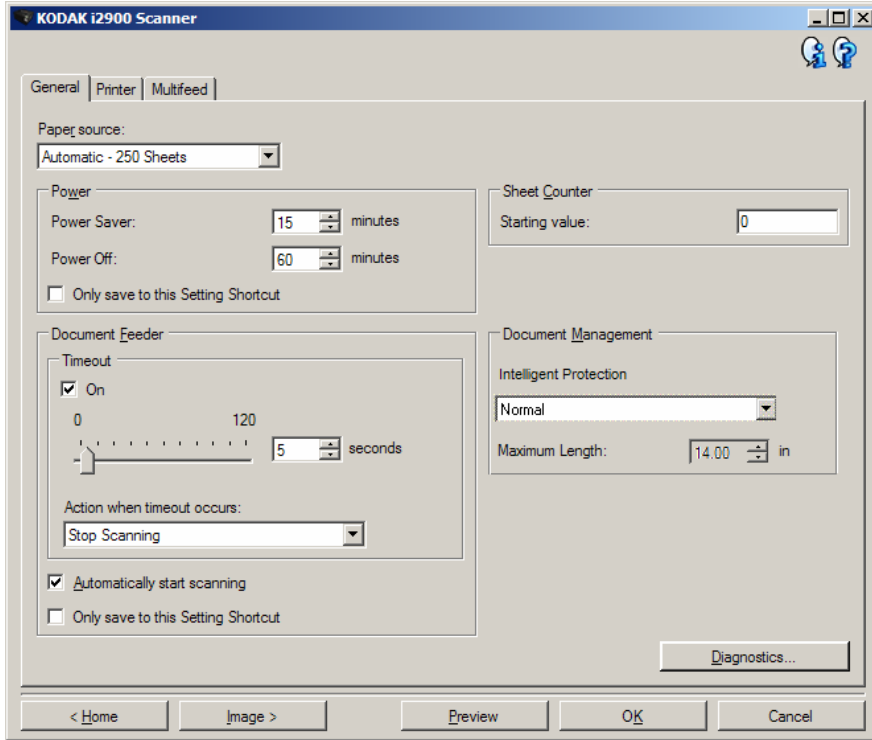 KODAK i2900 Scanner
General
Printer
Multifeed
Paper source:
Automatic - 250 Sheets
Power
Power Saver: 15 minutes
Power Off: 60 minutes
Only save to this Setting Shortcut
Sheet Counter
Starting value: 0
Document Feeder
Timeout
On
0 120
5 seconds
Action when timeout occurs:
Stop Scanning
Automatically start scanning
Only save to this Setting Shortcut
Document Management
Intelligent Protection
Normal
Maximum Length: 14.00 in
Diagnostics...
< Home
Image >
Preview
OK
Cancel